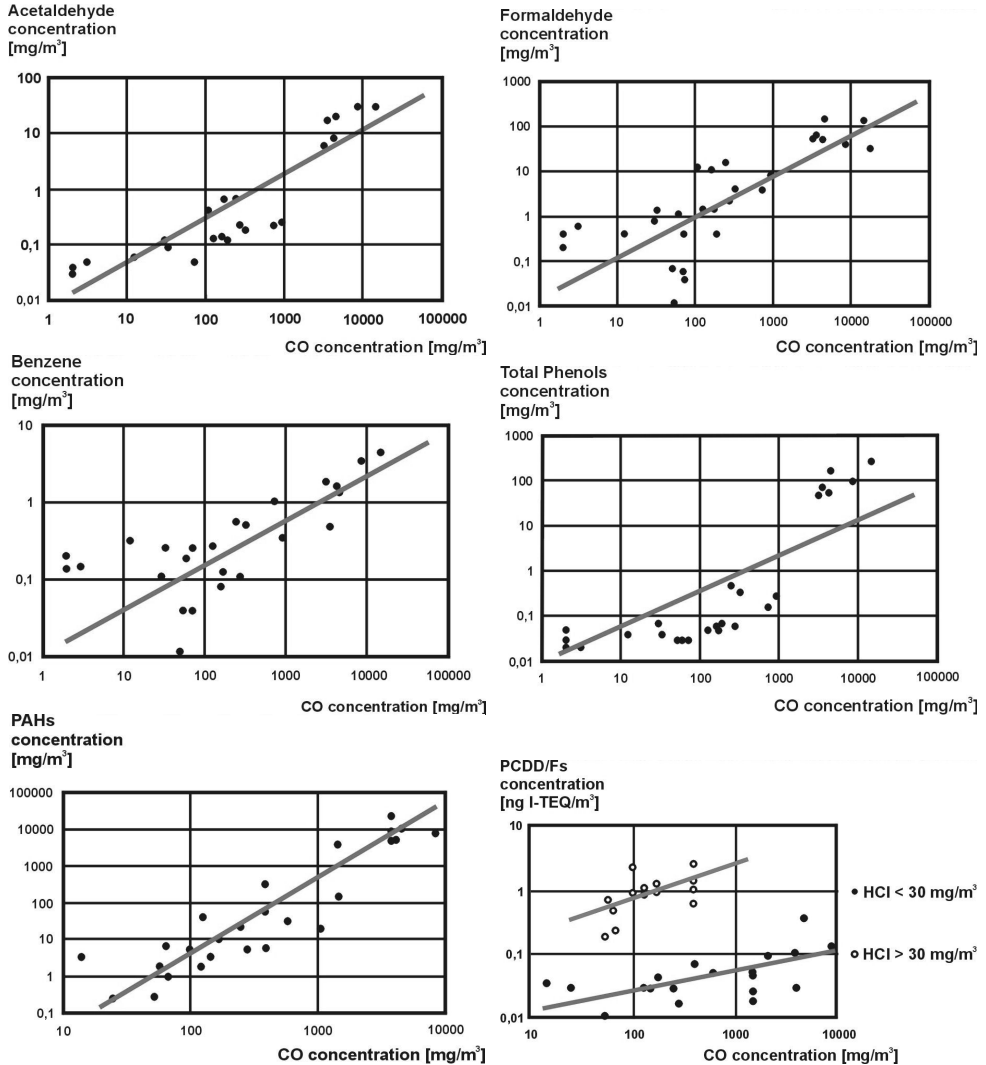 Acetaldehyde
concentration
[mg/m³]
100
10
1
0,1
0,01
1 10 100 1000 10000 100000
CO concentration [mg/m³]
Formaldehyde
concentration
[mg/m³]
1000
100
10
1
0,1
0,01
1 10 100 1000 10000 100000
CO concentration [mg/m³]
Benzene
concentration
[mg/m³]
10
1
0,1
0,01
1 10 100 1000 10000 100000
CO concentration [mg/m³]
Total Phenols
concentration
[mg/m³]
1000
100
10
1
0,1
0,01
1 10 100 1000 10000 100000
CO concentration [mg/m³]
PAHs
concentration
[mg/m³]
100000
10000
1000
100
10
1
0,1
10 100 1000 10000
CO concentration [mg/m³]
PCDD/Fs
concentration
[ng I-TEQ/m³]
10
1
0,1
0,01
10 100 1000 10000
CO concentration [mg/m³]
HCl < 30 mg/m³
HCl > 30 mg/m³